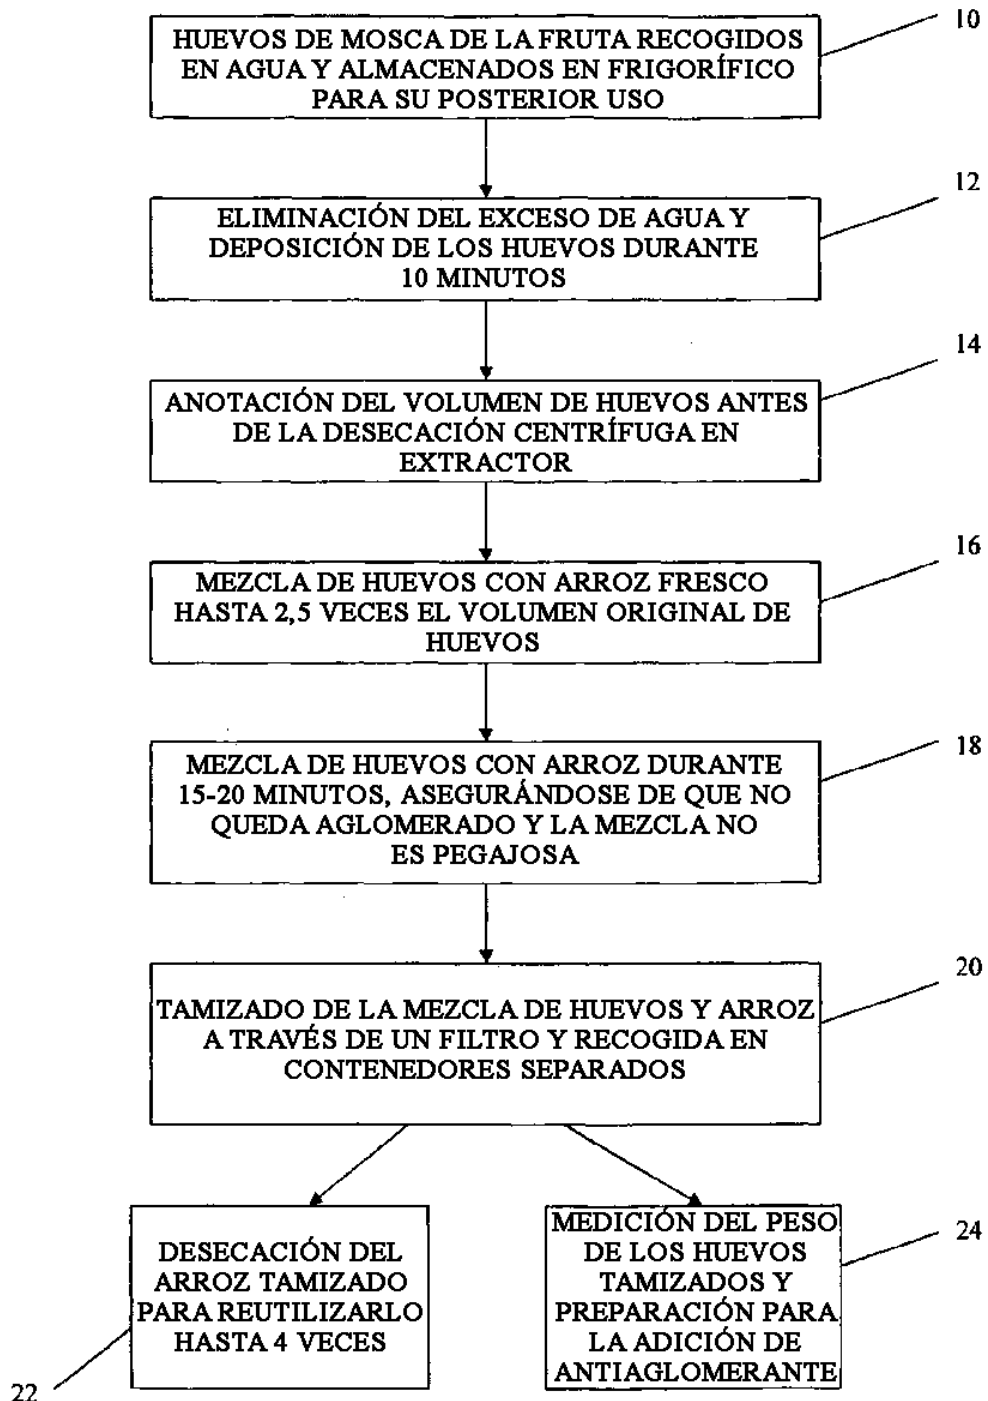 10
HUEVOS DE MOSCA DE LA FRUTA RECOGIDOS
EN AGUA Y ALMACENADOS EN FRIGORÍFICO
PARA SU POSTERIOR USO
12
ELIMINACIÓN DEL EXCESO DE AGUA Y
DEPOSICIÓN DE LOS HUEVOS DURANTE
10 MINUTOS
14
ANOTACIÓN DEL VOLUMEN DE HUEVOS ANTES
DE LA DESECACIÓN CENTRÍFUGA EN
EXTRACTOR
16
MEZCLA DE HUEVOS CON ARROZ FRESCO
HASTA 2,5 VECES EL VOLUMEN ORIGINAL DE
HUEVOS
18
MEZCLA DE HUEVOS CON ARROZ DURANTE
15-20 MINUTOS, ASEGURÁNDOSE DE QUE NO
QUEDA AGLOMERADO Y LA MEZCLA NO
ES PEGAJOSA
20
TAMIZADO DE LA MEZCLA DE HUEVOS Y ARROZ
A TRAVÉS DE UN FILTRO Y RECOGIDA EN
CONTENEDORES SEPARADOS
DESECACIÓN DEL
ARROZ TAMIZADO
PARA REUTILIZARLO
HASTA 4 VECES
22
MEDICIÓN DEL PESO
DE LOS HUEVOS
TAMIZADOS Y
PREPARACIÓN PARA
LA ADICIÓN DE
ANTIAGLOMERANTE
24